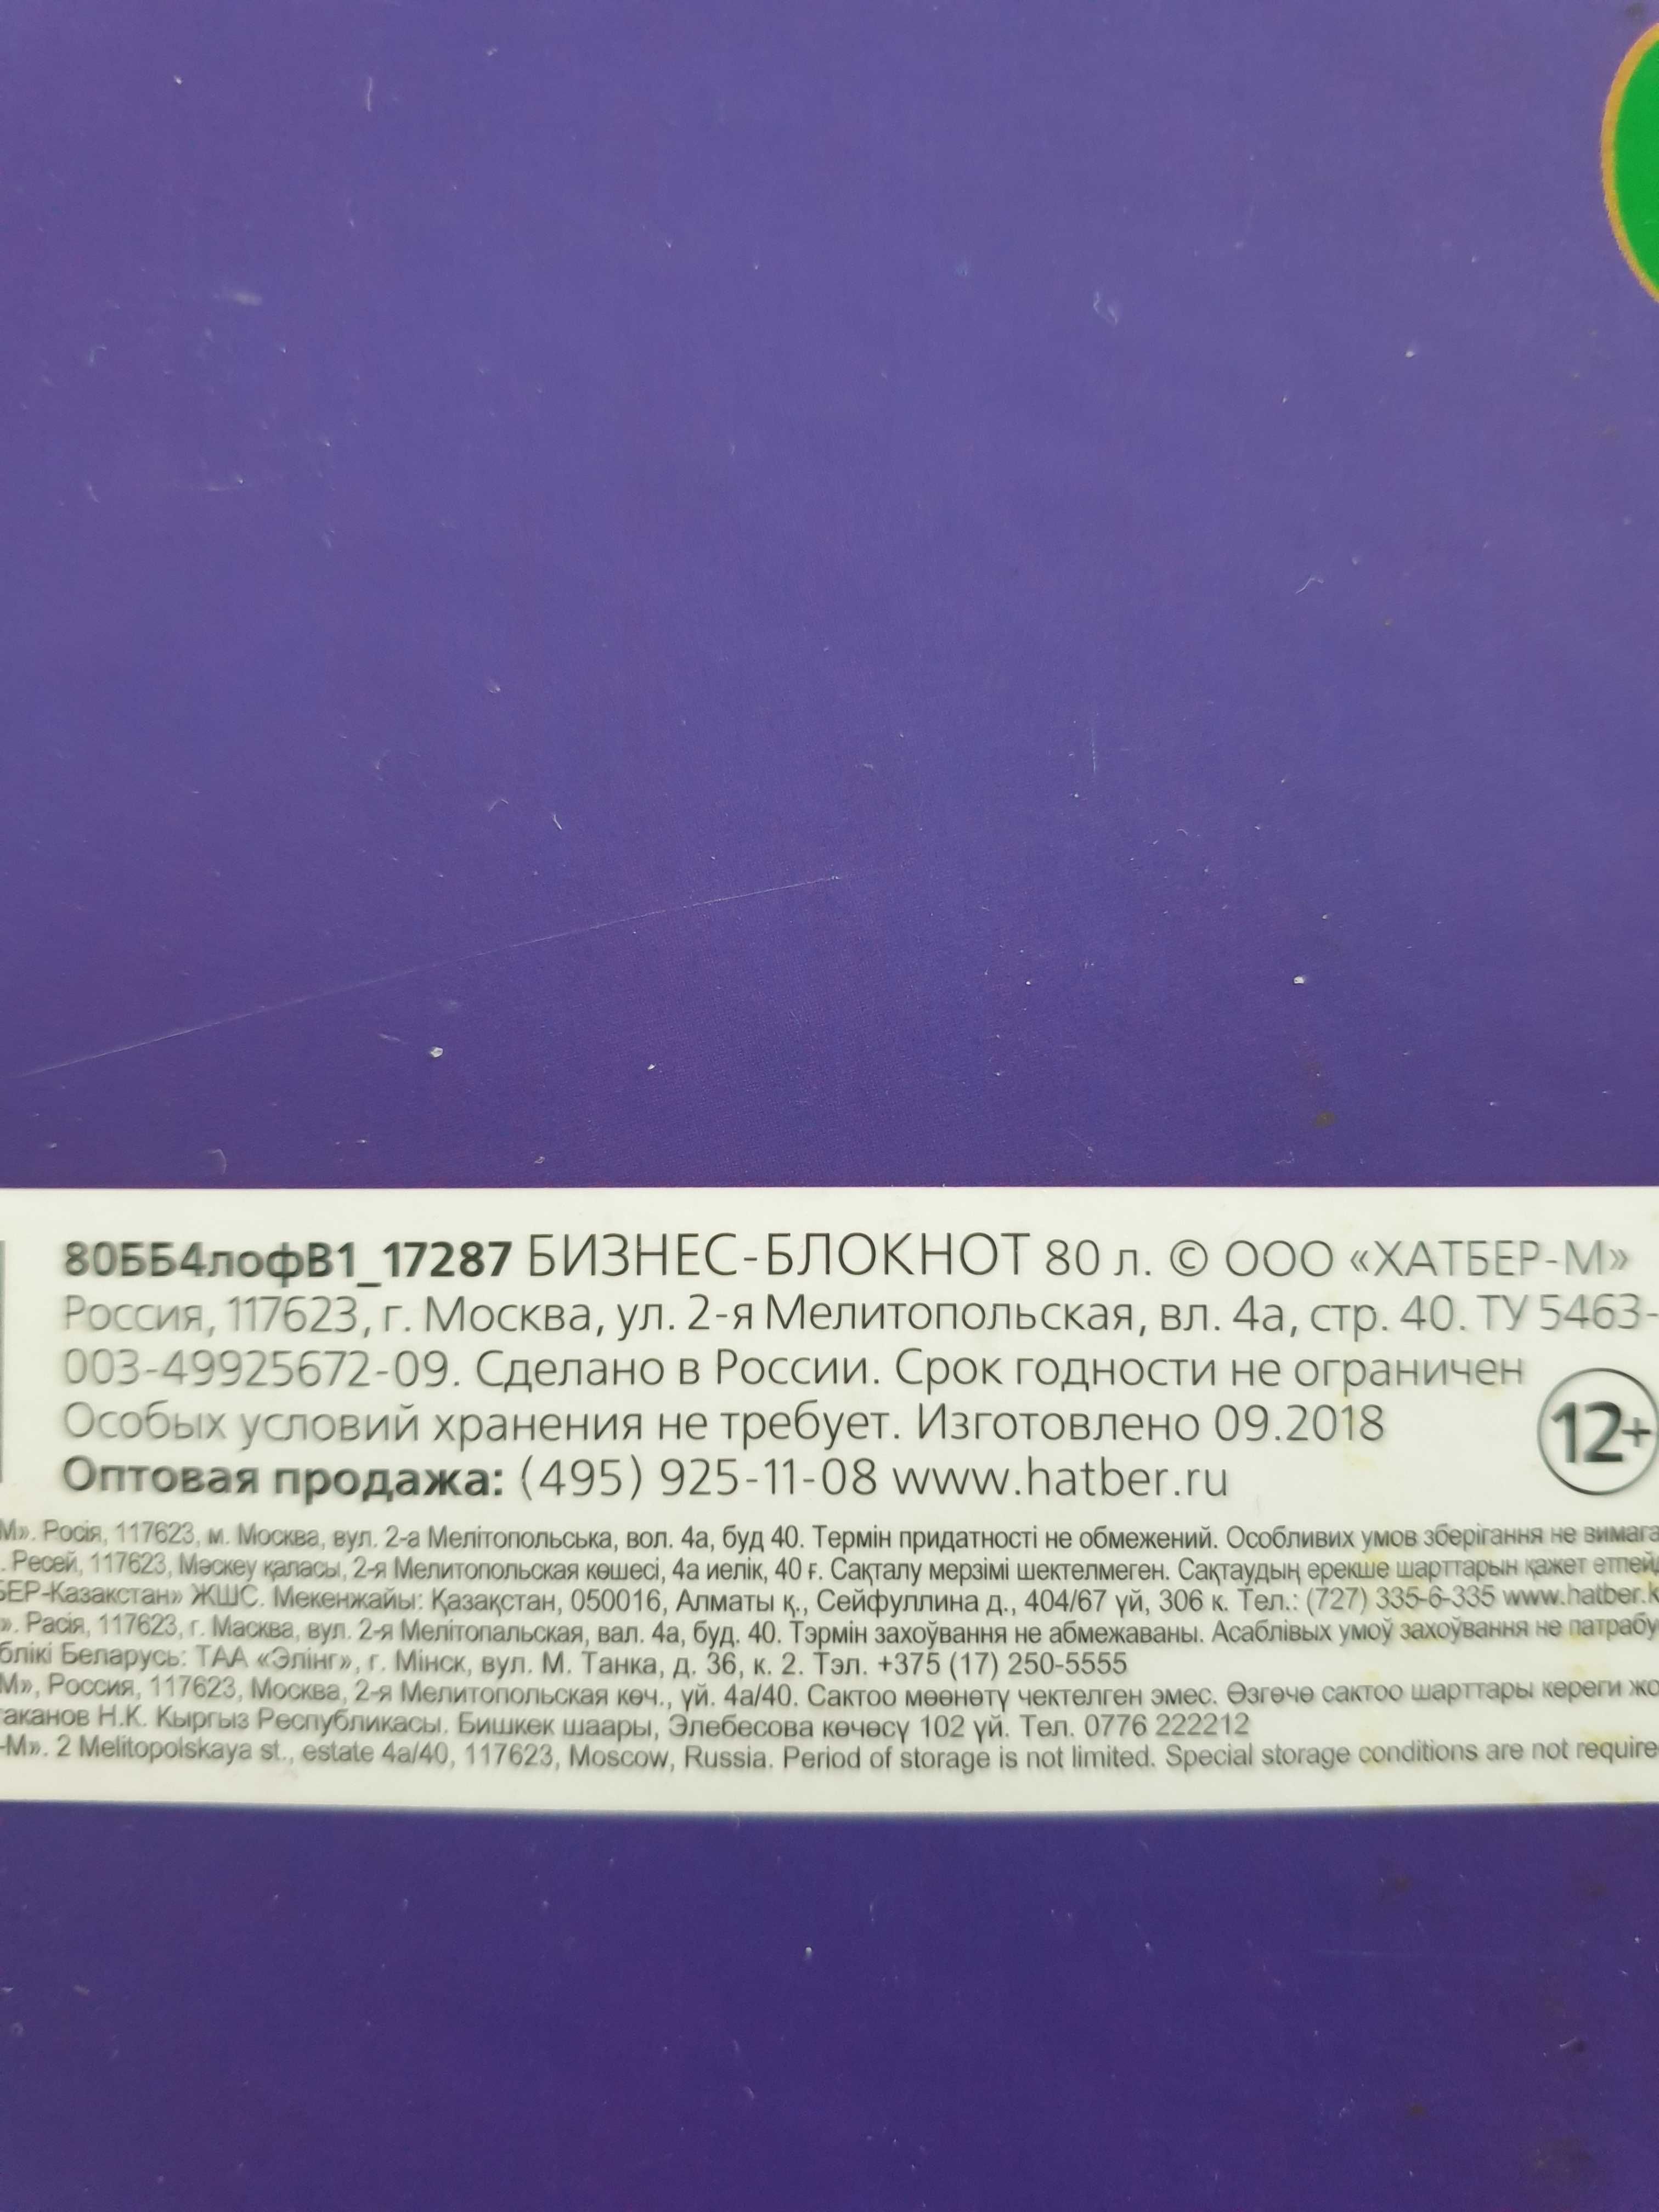 80ББ4лофВ1_17287 БИЗНЕС-БЛОКНОТ 80 л. © ООО «ХАТБЕР-М»
Россия, 117623, г. Москва, ул. 2-я Мелитопольская, вл. 4а, стр. 40. ТУ 5463-
003-49925672-09. Сделано в России. Срок годности не ограничен
Особых условий хранения не требует. Изготовлено 09.2018
12+
Оптовая продажа: (495) 925-11-08 www.hatber.ru
М». Росія, 117623, м. Москва, вул. 2-а Мелітопольська, вол. 4а, буд 40. Термін придатності не обмежений. Особливих умов зберігання не вимага
. Ресей, 117623, Мәскеу қаласы, 2-я Мелитопольская көшесі, 4а иелік, 40 ғ. Сақталу мерзімі шектелмеген. Сақтаудың ерекше шарттарын қажет етпей
БЕР-Казакстан» ЖШС. Мекенжайы: Қазақстан, 050016, Алматы қ., Сейфуллина д., 404/67 үй, 306 к. Тел.: (727) 335-6-335 www.hatber.k
». Расія, 117623, г. Масква, вул. 2-я Мелітопальская, вал. 4а, буд. 40. Тэрмін захоўвання не абмежаваны. Асаблівых умоў захоўвання не патрабу
блікі Беларусь: ТАА «Элінг», г. Мінск, вул. М. Танка, д. 36, к. 2. Тэл. +375 (17) 250-5555
М», Россия, 117623, Москва, 2-я Мелитопольская көч., үй. 4а/40. Сактоо мөөнөтү чектелген эмес. Өзгөчө сактоо шарттары кереги жо
аканов Н.К. Кыргыз Республикасы. Бишкек шаары, Элебесова көчөсү 102 үй. Тел. 0776 222212
-М». 2 Melitopolskaya st., estate 4a/40, 117623, Moscow, Russia. Period of storage is not limited. Special storage conditions are not require